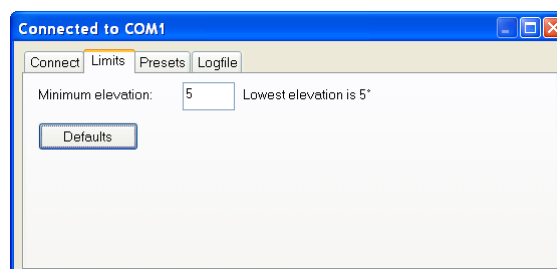 Connected to COM1
Connect Limits Presets Logfile
Minimum elevation: 5 Lowest elevation is 5°
Defaults